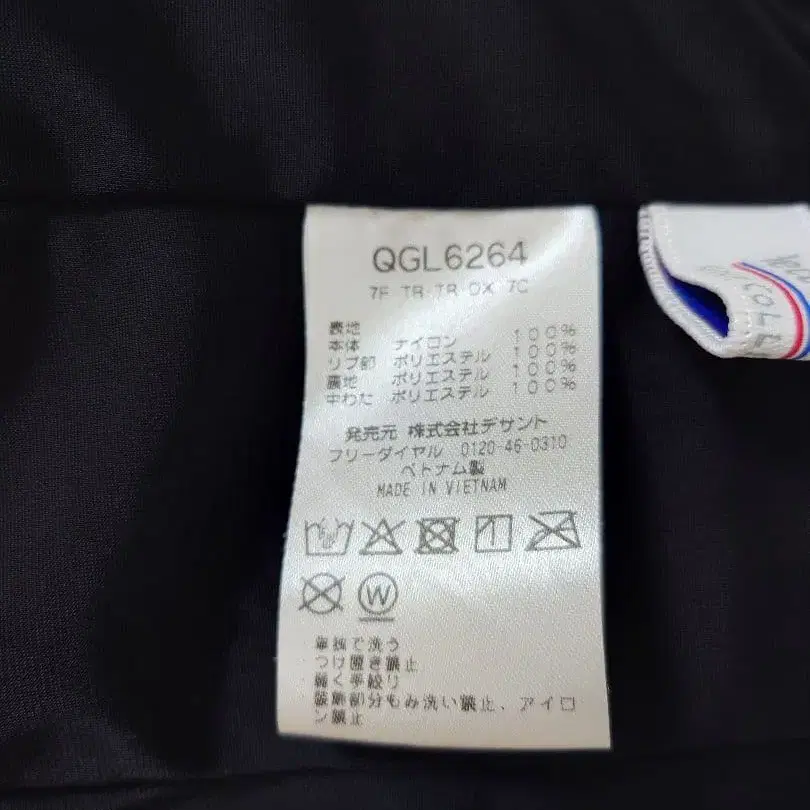 QGL6264
7F TR TR DX 7C
表地
本体 ナイロン 100%
リブ部 ポリエステル 100%
裏地 ポリエステル 100%
中わた ポリエステル 100%
発売元 株式会社デサント
フリーダイヤル 0120-46-0310
ベトナム製
MADE IN VIETNAM
W
単独で洗う
つけ置き禁止
軽く手絞り
装飾部分もみ洗い禁止、アイロ
ン禁止